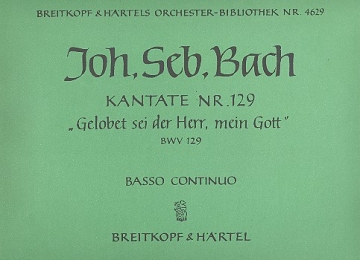 BREITKOPF & HÄRTELS ORCHESTER-BIBLIOTHEK NR. 4629
Joh. Seb. Bach
KANTATE NR. 129
„Gelobet sei der Herr, mein Gott"
BWV 129
BASSO CONTINUO
BREITKOPF & HÄRTEL